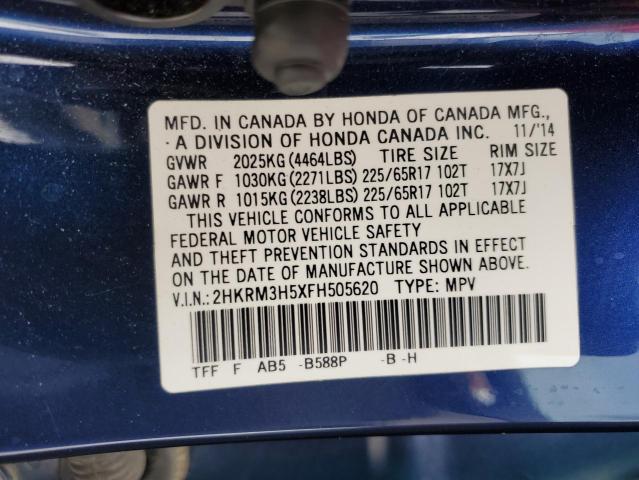 MFD. IN CANADA BY HONDA OF CANADA MFG.,
A DIVISION OF HONDA CANADA INC. 11/'14
GVWR 2025KG (4464LBS) TIRE SIZE RIM SIZE
GAWR F 1030KG (2271LBS) 225/65R17 102T 17X7J
GAWR R 1015KG (2238LBS) 225/65R17 102T 17X7J
THIS VEHICLE CONFORMS TO ALL APPLICABLE
FEDERAL MOTOR VEHICLE SAFETY
AND THEFT PREVENTION STANDARDS IN EFFECT
ON THE DATE OF MANUFACTURE SHOWN ABOVE.
V.I.N.: 2HKRM3H5XFH505620 TYPE: MPV
TFF F AB5 -B588P -B -H